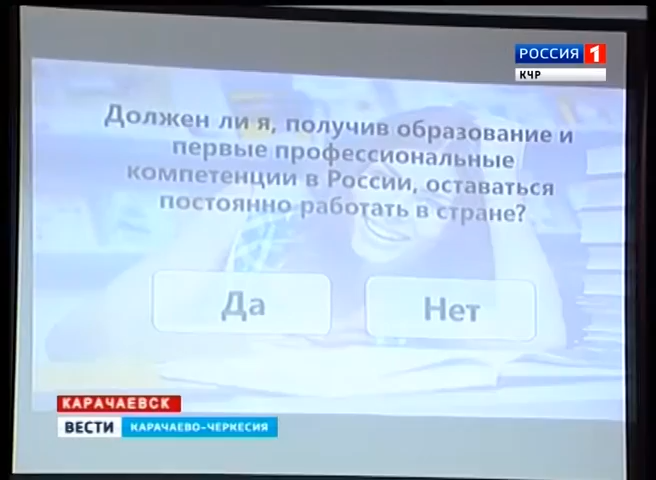 РОССИЯ 1
КЧР
Должен ли я, получив образование и
первые профессиональные
компетенции в России, оставаться
постоянно работать в стране?
Да
Нет
КАРАЧАЕВСК
ВЕСТИ КАРАЧАЕВО-ЧЕРКЕСИЯ